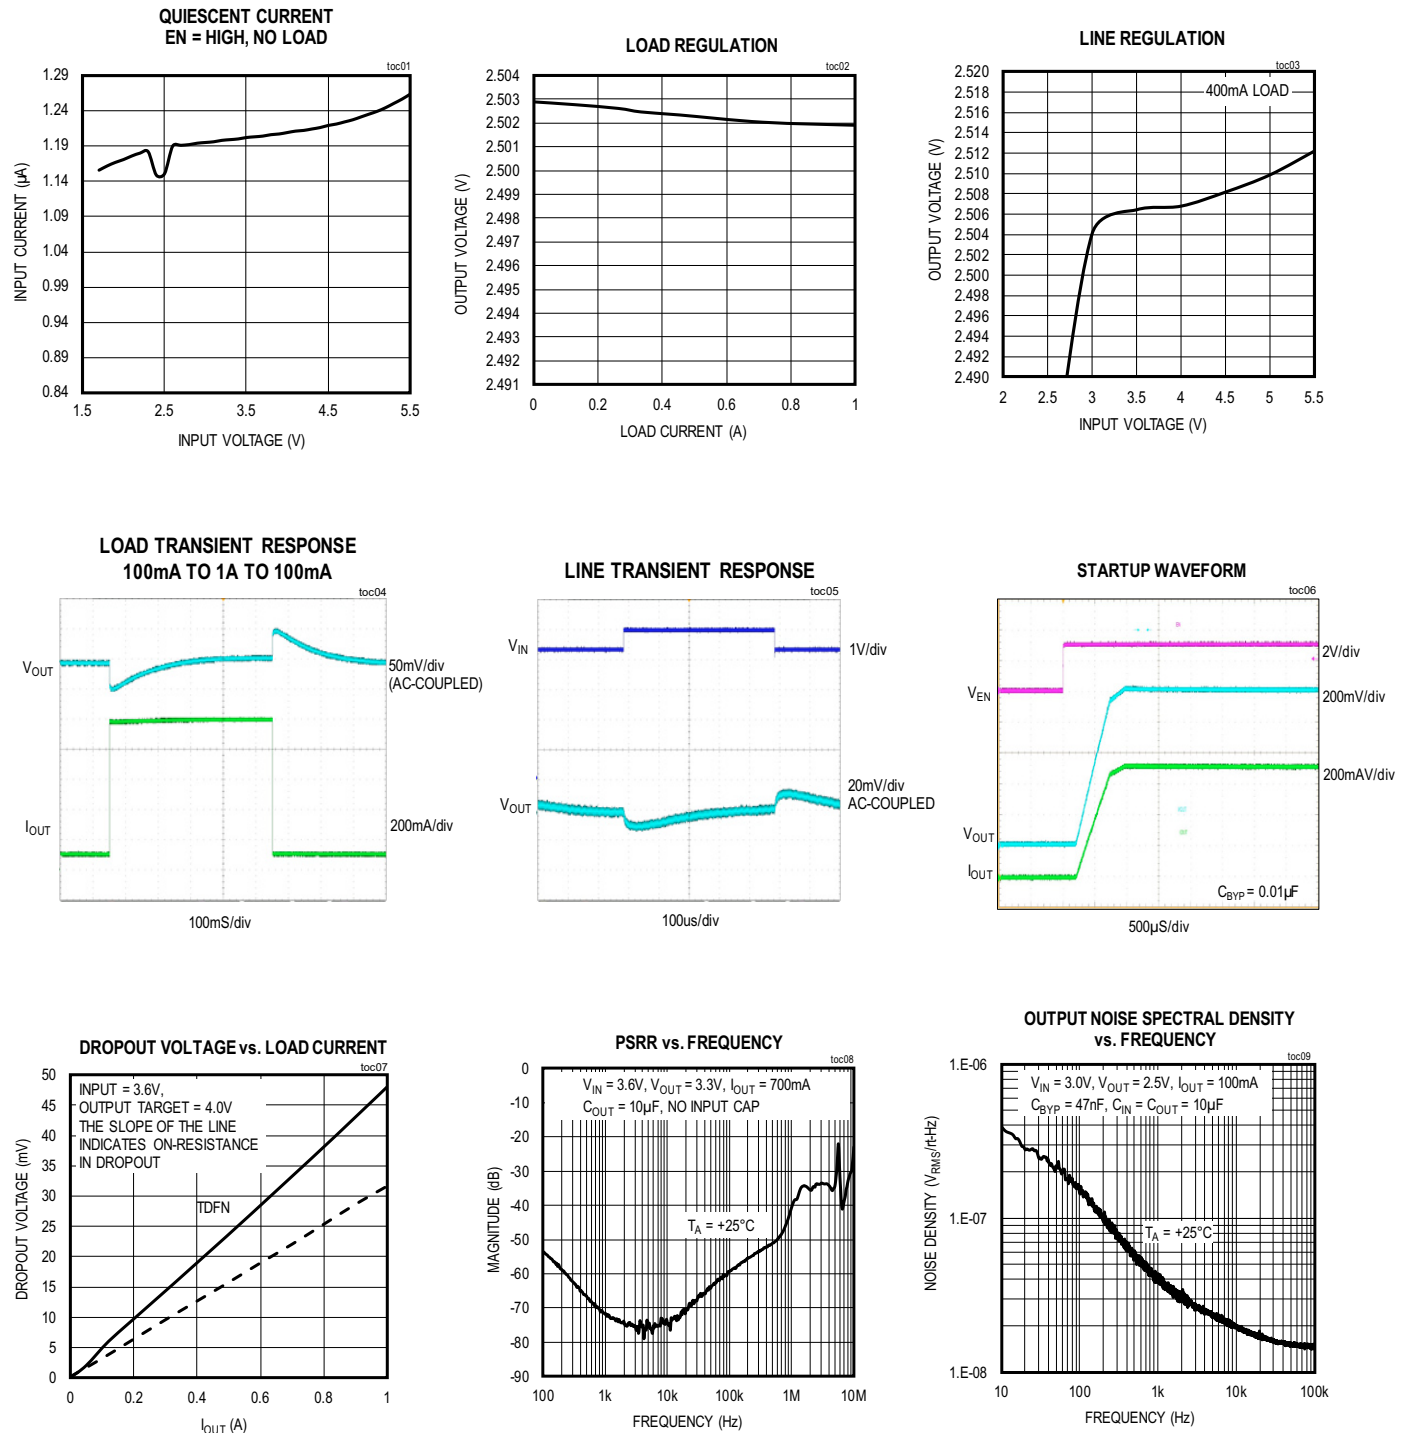 QUIESCENT CURRENT
EN = HIGH, NO LOAD
toc01
1.29
1.24
1.19
1.14
1.09
1.04
0.99
0.94
0.89
0.84
INPUT CURRENT (µA)
1.5 2.5 3.5 4.5 5.5
INPUT VOLTAGE (V)
LOAD REGULATION
toc02
2.504
2.503
2.502
2.501
2.500
2.499
2.498
2.497
2.496
2.495
2.494
2.493
2.492
2.491
OUTPUT VOLTAGE (V)
0 0.2 0.4 0.6 0.8 1
LOAD CURRENT (A)
LINE REGULATION
toc03
400mA LOAD
2.520
2.518
2.516
2.514
2.512
2.510
2.508
2.506
2.504
2.502
2.500
2.498
2.496
2.494
2.492
2.490
OUTPUT VOLTAGE (V)
2 2.5 3 3.5 4 4.5 5 5.5
INPUT VOLTAGE (V)
LOAD TRANSIENT RESPONSE
100mA TO 1A TO 100mA
toc04
VOUT
50mV/div
(AC-COUPLED)
IOUT
200mA/div
100mS/div
LINE TRANSIENT RESPONSE
toc05
VIN
1V/div
VOUT
20mV/div
AC-COUPLED
100us/div
STARTUP WAVEFORM
toc06
VEN
2V/div
200mV/div
200mAV/div
VOUT
IOUT
CBYP = 0.01µF
500µS/div
DROPOUT VOLTAGE vs. LOAD CURRENT
toc07
INPUT = 3.6V,
OUTPUT TARGET = 4.0V
THE SLOPE OF THE LINE
INDICATES ON-RESISTANCE
IN DROPOUT
TDFN
50
45
40
35
30
25
20
15
10
5
0
DROPOUT VOLTAGE (mV)
0 0.2 0.4 0.6 0.8 1
IOUT (A)
PSRR vs. FREQUENCY
toc08
VIN = 3.6V, VOUT = 3.3V, IOUT = 700mA
COUT = 10µF, NO INPUT CAP
TA = +25°C
0
-10
-20
-30
-40
-50
-60
-70
-80
-90
MAGNITUDE (dB)
100 1k 10k 100k 1M 10M
FREQUENCY (Hz)
OUTPUT NOISE SPECTRAL DENSITY
vs. FREQUENCY
toc09
VIN = 3.0V, VOUT = 2.5V, IOUT = 100mA
CBYP = 47nF, CIN = COUT = 10µF
TA = +25°C
1.E-06
1.E-07
1.E-08
NOISE DENSITY (VRMS/rt-Hz)
10 100 1k 10k 100k
FREQUENCY (Hz)